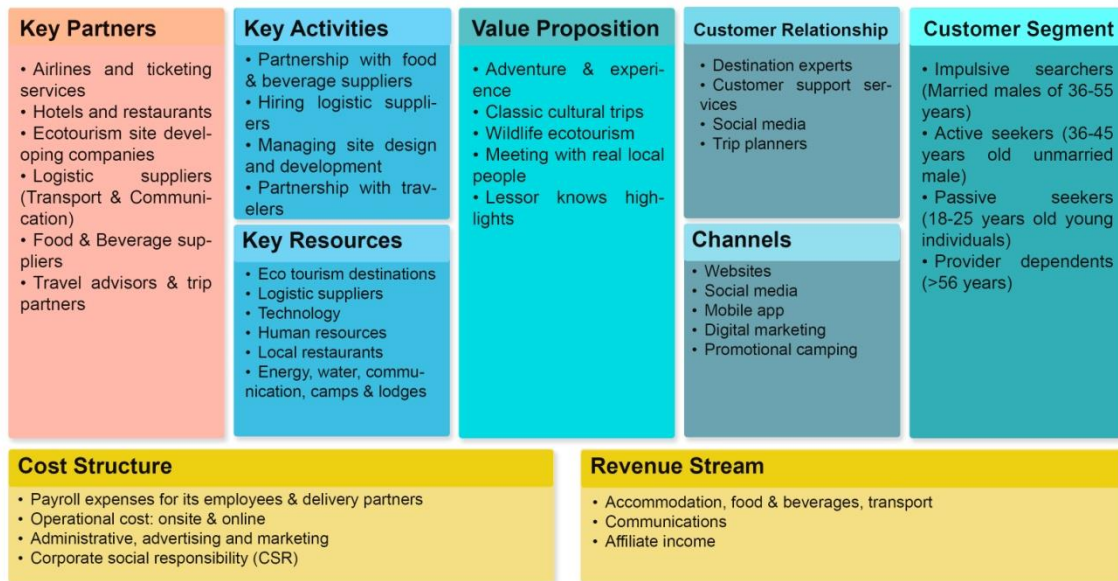 Key Partners
• Airlines and ticketing
services
• Hotels and restaurants
• Ecotourism site devel-
oping companies
• Logistic suppliers
(Transport & Communi-
cation)
• Food & Beverage sup-
pliers
• Travel advisors & trip
partners
Key Activities
• Partnership with food
& beverage suppliers
• Hiring logistic suppli-
ers
• Managing site design
and development
• Partnership with trav-
elers
Key Resources
• Eco tourism destinations
• Logistic suppliers
• Technology
• Human resources
• Local restaurants
• Energy, water, commu-
nication, camps & lodges
Value Proposition
• Adventure & experi-
ence
• Classic cultural trips
• Wildlife ecotourism
• Meeting with real local
people
• Lessor knows high-
lights
Customer Relationship
• Destination experts
• Customer support ser-
vices
• Social media
• Trip planners
Channels
• Websites
• Social media
• Mobile app
• Digital marketing
• Promotional camping
Customer Segment
• Impulsive searchers
(Married males of 36-55
years)
• Active seekers (36-45
years old unmarried
male)
• Passive seekers
(18-25 years old young
individuals)
• Provider dependents
(>56 years)
Cost Structure
• Payroll expenses for its employees & delivery partners
• Operational cost: onsite & online
• Administrative, advertising and marketing
• Corporate social responsibility (CSR)
Revenue Stream
• Accommodation, food & beverages, transport
• Communications
• Affiliate income